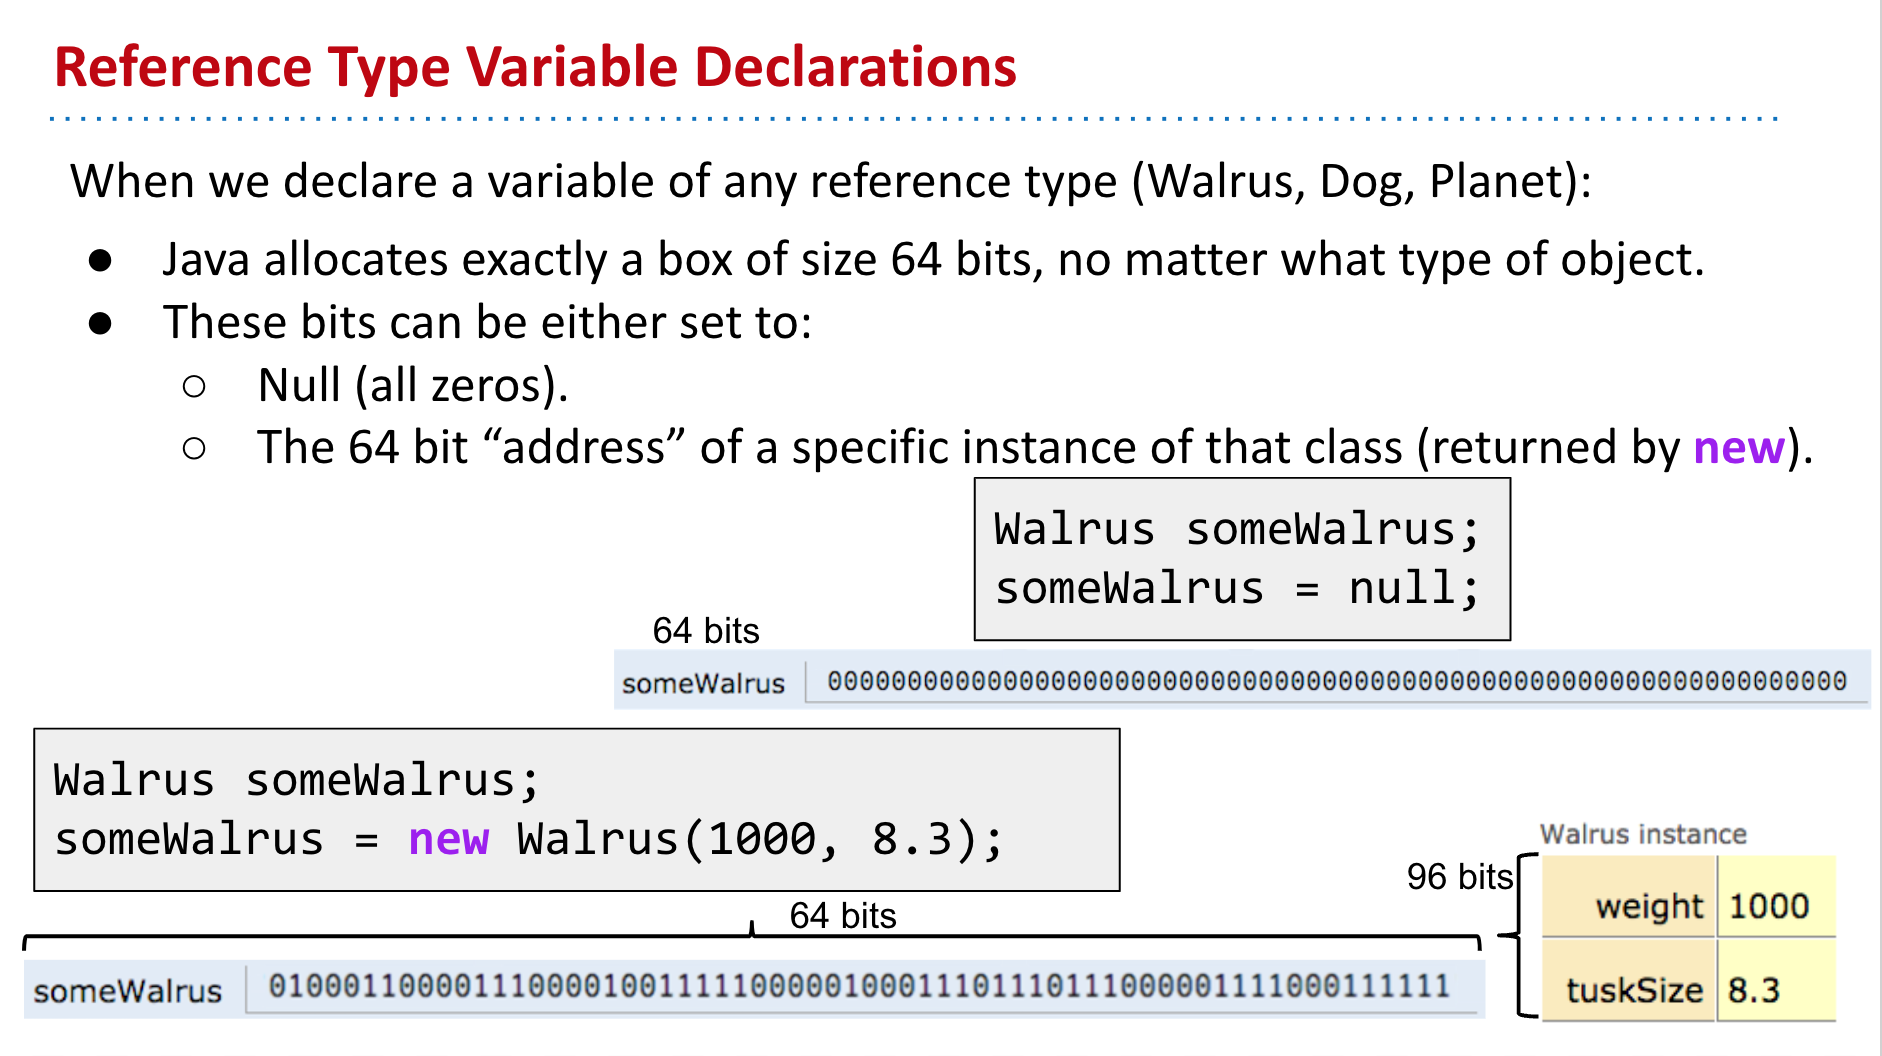 Reference Type Variable Declarations
When we declare a variable of any reference type (Walrus, Dog, Planet):
● Java allocates exactly a box of size 64 bits, no matter what type of object.
● These bits can be either set to:
○ Null (all zeros).
○ The 64 bit “address” of a specific instance of that class (returned by new).
Walrus someWalrus;
someWalrus = null;
64 bits
someWalrus 0000000000000000000000000000000000000000000000000000000000000000
Walrus someWalrus;
someWalrus = new Walrus(1000, 8.3);
64 bits
someWalrus 0100011000011100001001111100000100011101110111000001111000111111
Walrus instance
96 bits
weight 1000
tuskSize 8.3